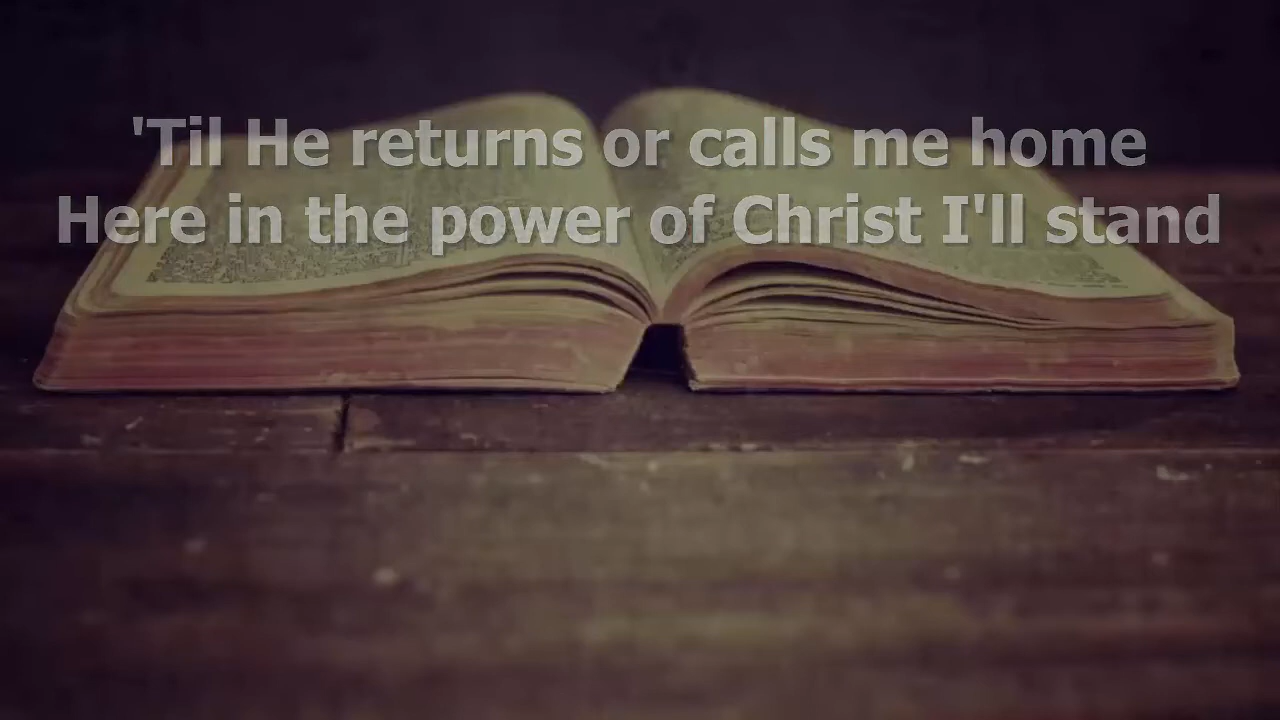 'Til He returns or calls me home
Here in the power of Christ I'll stand